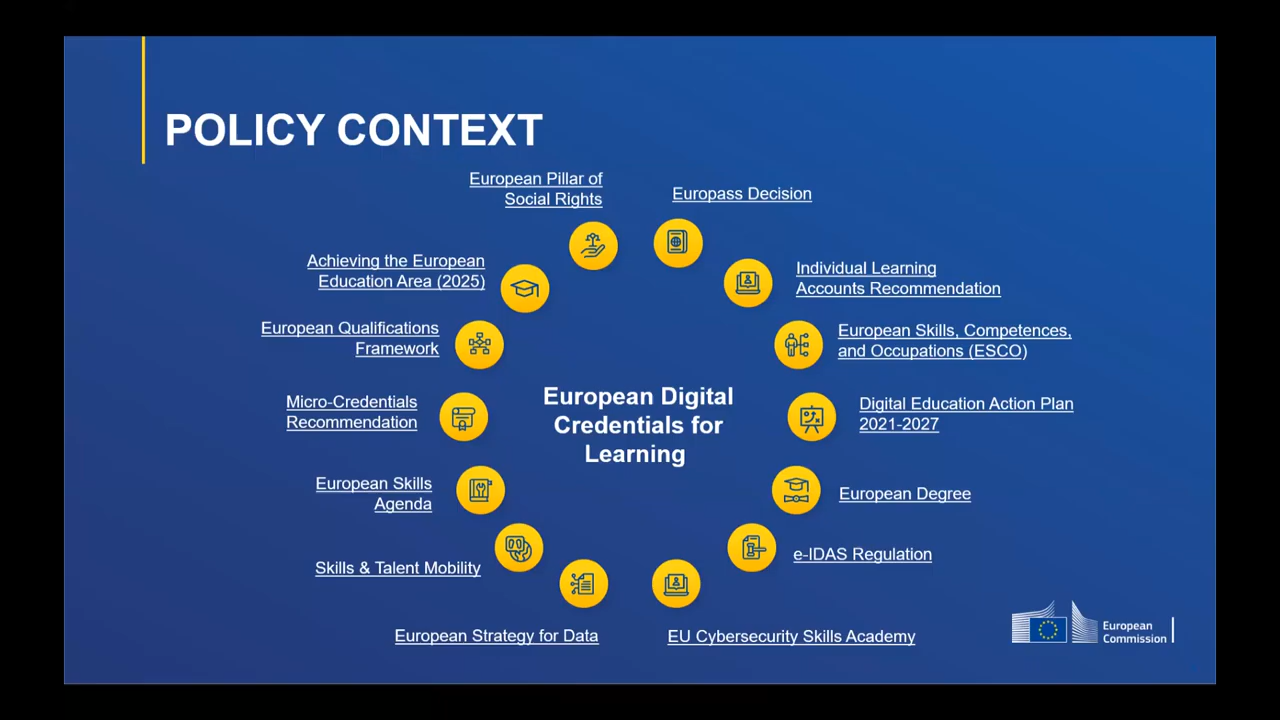 POLICY CONTEXT
European Pillar of
Social Rights
Europass Decision
Achieving the European
Education Area (2025)
Individual Learning
Accounts Recommendation
European Qualifications
Framework
European Skills, Competences,
and Occupations (ESCO)
Micro-Credentials
Recommendation
European Digital
Credentials for
Learning
Digital Education Action Plan
2021-2027
European Skills
Agenda
European Degree
Skills & Talent Mobility
e-IDAS Regulation
European Strategy for Data
EU Cybersecurity Skills Academy
European
Commission